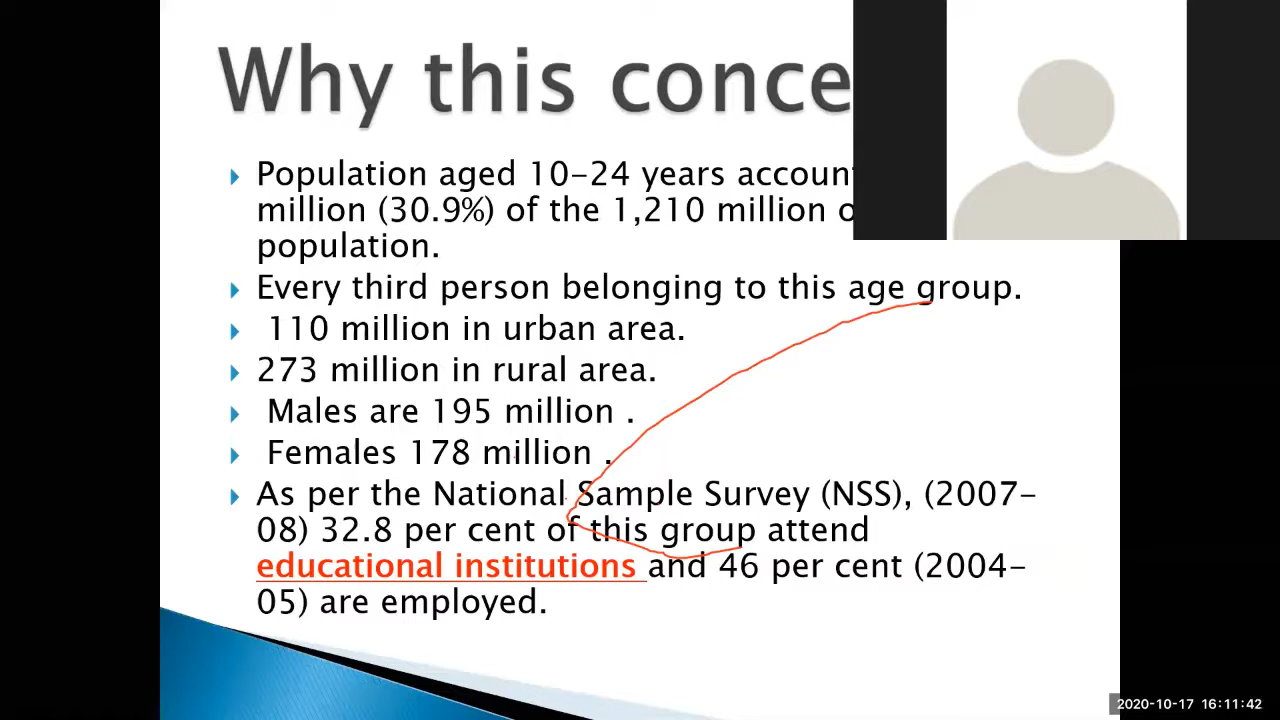 Why this conce
Population aged 10-24 years account
million (30.9%) of the 1,210 million
population.
Every third person belonging to this age group.
110 million in urban area.
273 million in rural area.
Males are 195 million .
Females 178 million .
As per the National Sample Survey (NSS), (2007-
08) 32.8 per cent of this group attend
educational institutions and 46 per cent (2004-
05) are employed.
2020-10-17 16:11:42